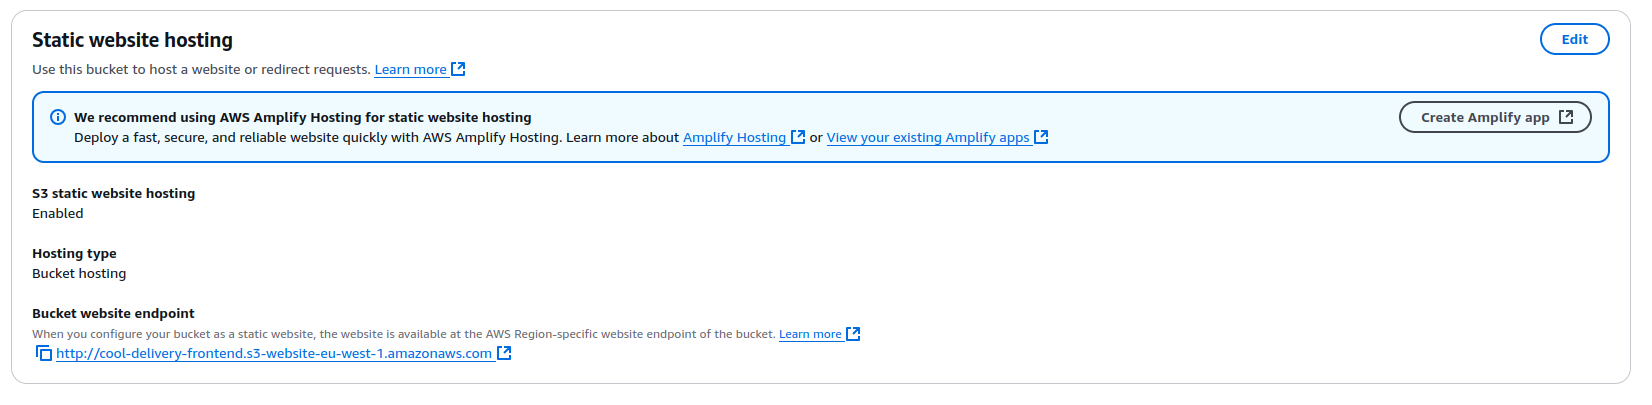 Static website hosting
Edit
Use this bucket to host a website or redirect requests. Learn more
We recommend using AWS Amplify Hosting for static website hosting
Create Amplify app
Deploy a fast, secure, and reliable website quickly with AWS Amplify Hosting. Learn more about Amplify Hosting or View your existing Amplify apps
S3 static website hosting
Enabled
Hosting type
Bucket hosting
Bucket website endpoint
When you configure your bucket as a static website, the website is available at the AWS Region-specific website endpoint of the bucket. Learn more
http://cool-delivery-frontend.s3-website-eu-west-1.amazonaws.com